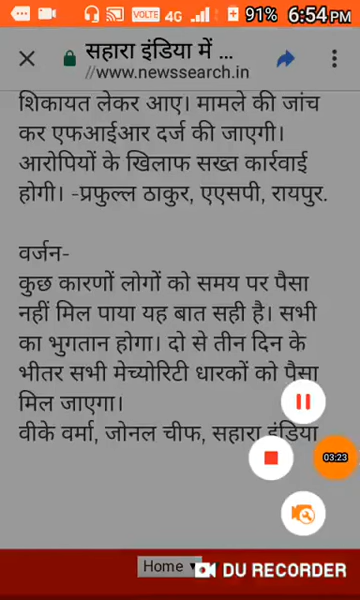 VOLTE 4G 91% 6:54 PM
सहारा इंडिया में ...
//www.newssearch.in
शिकायत लेकर आए। मामले की जांच
कर एफआईआर दर्ज की जाएगी।
आरोपियों के खिलाफ सख्त कार्रवाई
होगी। -प्रफुल्ल ठाकुर, एएसपी, रायपुर.
वर्जन-
कुछ कारणों लोगों को समय पर पैसा
नहीं मिल पाया यह बात सही है। सभी
का भुगतान होगा। दो से तीन दिन के
भीतर सभी मेच्योरिटी धारकों को पैसा
मिल जाएगा।
वीके वर्मा, जोनल चीफ, सहारा इंडिया
03:23
Home
DU RECORDER